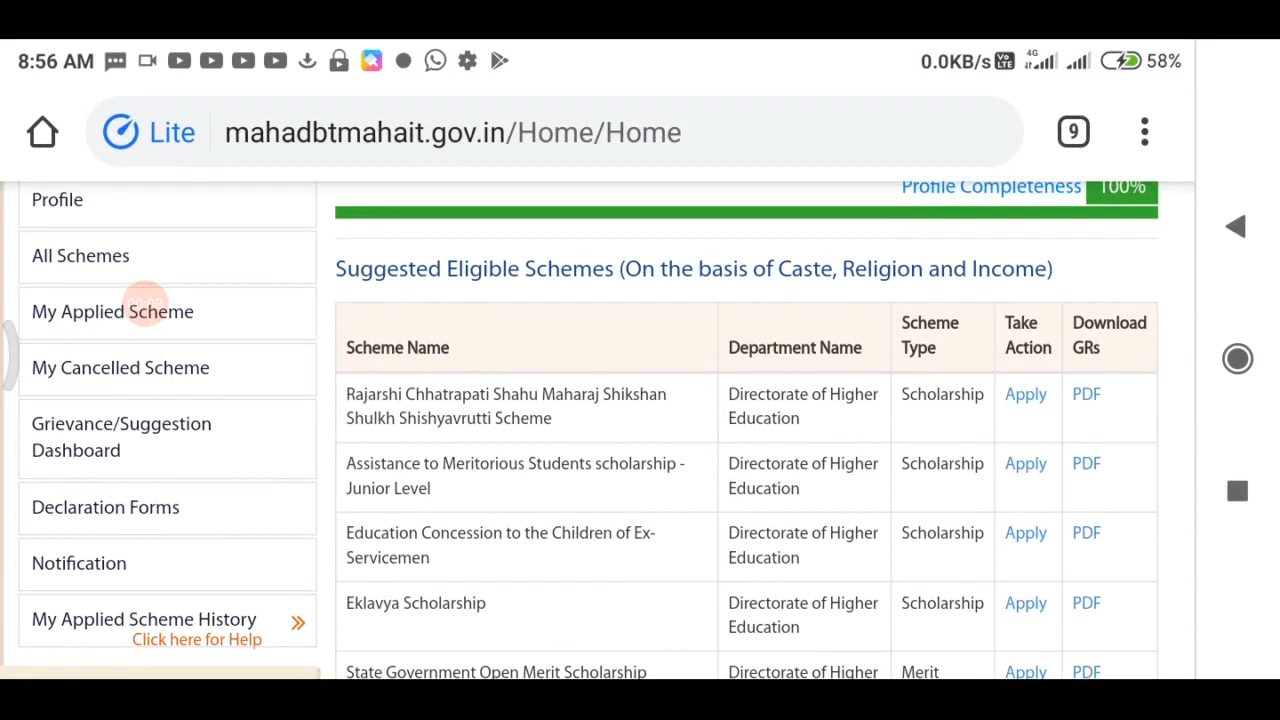 8:56 AM
0.0KB/s Vo LTE 4G 58%
Lite mahadbtmahait.gov.in/Home/Home 9
Profile
All Schemes
My Applied Scheme
00:08
My Cancelled Scheme
Grievance/Suggestion
Dashboard
Declaration Forms
Notification
My Applied Scheme History
Click here for Help
Profile Completeness 100%
Suggested Eligible Schemes (On the basis of Caste, Religion and Income)
Scheme Name Department Name Scheme Type Take Action Download GRs
Rajarshi Chhatrapati Shahu Maharaj Shikshan Directorate of Higher Scholarship Apply PDF
Shulkh Shishyavrutti Scheme Education
Assistance to Meritorious Students scholarship - Directorate of Higher Scholarship Apply PDF
Junior Level Education
Education Concession to the Children of Ex- Directorate of Higher Scholarship Apply PDF
Servicemen Education
Eklavya Scholarship Directorate of Higher Scholarship Apply PDF
Education
State Government Open Merit Scholarship Directorate of Higher Merit Apply PDF